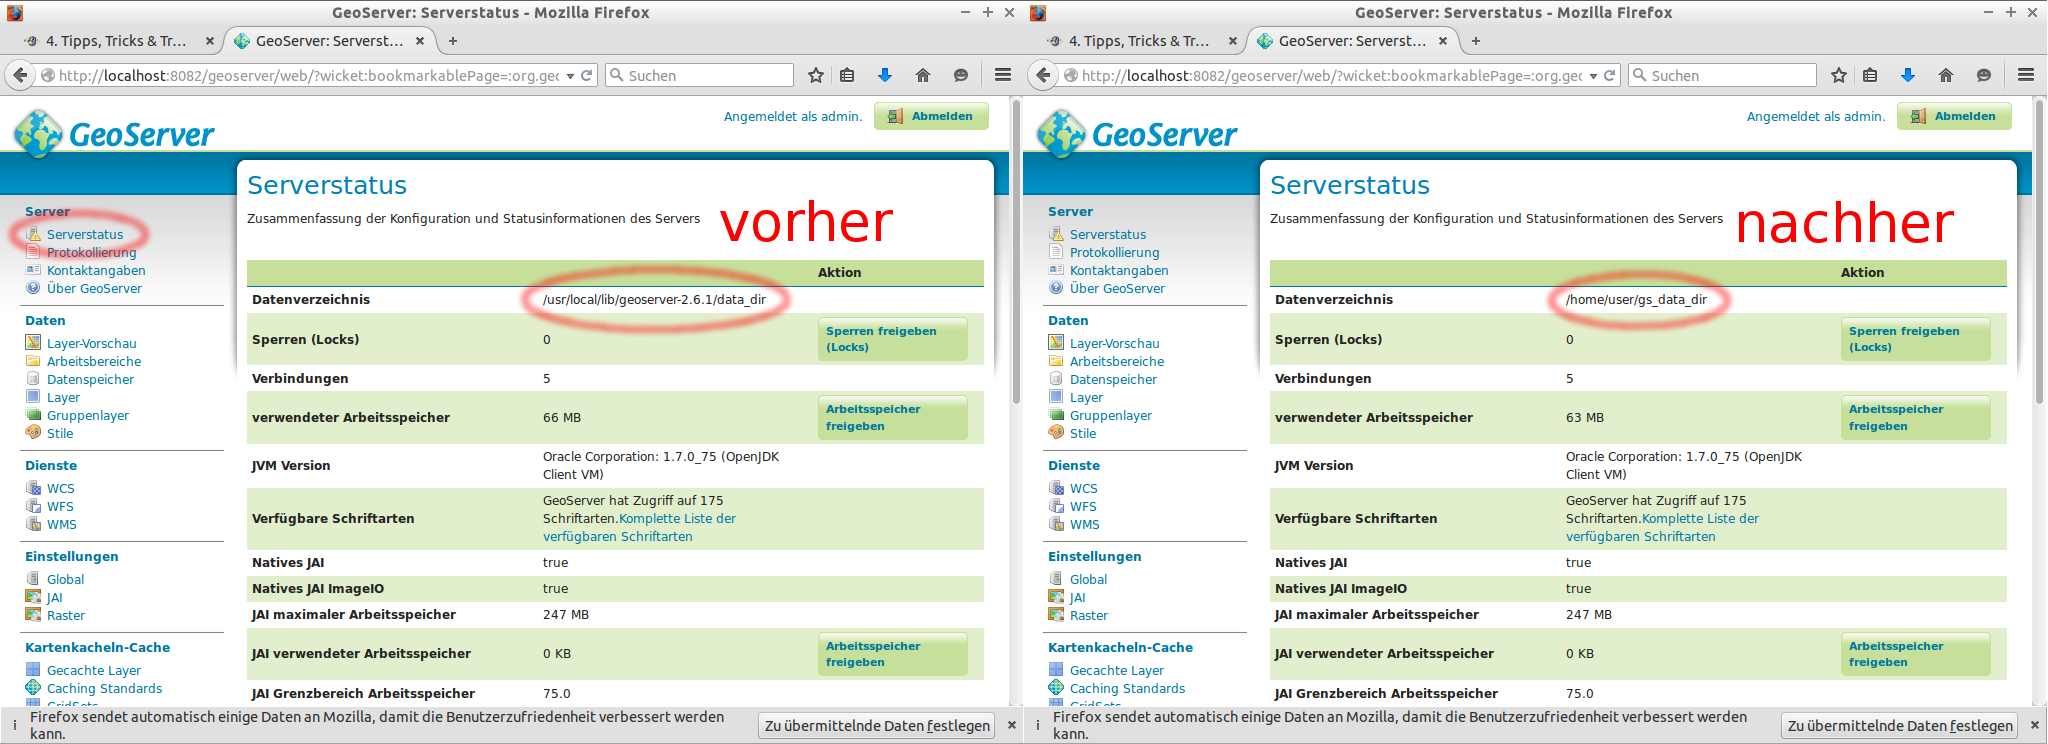 GeoServer: Serverstatus - Mozilla Firefox
4. Tipps, Tricks & Tr...
GeoServer: Serverst...
http://localhost:8082/geoserver/web/?wicket:bookmarkablePage=:org.gec
Suchen
GeoServer
Angemeldet als admin.
Abmelden
Server
Serverstatus
Protokollierung
Kontaktangaben
Über GeoServer
Daten
Layer-Vorschau
Arbeitsbereiche
Datenspeicher
Layer
Gruppenlayer
Stile
Dienste
WCS
WFS
WMS
Einstellungen
Global
JAI
Raster
Kartenkacheln-Cache
Gecachte Layer
Caching Standards
GridSets
Serverstatus
Zusammenfassung der Konfiguration und Statusinformationen des Servers
vorher
Aktion
Datenverzeichnis /usr/local/lib/geoserver-2.6.1/data_dir
Sperren (Locks) 0 Sperren freigeben
(Locks)
Verbindungen 5
verwendeter Arbeitsspeicher 66 MB Arbeitsspeicher
freigeben
JVM Version Oracle Corporation: 1.7.0_75 (OpenJDK
Client VM)
Verfügbare Schriftarten GeoServer hat Zugriff auf 175
Schriftarten.Komplette Liste der
verfügbaren Schriftarten
Natives JAI true
Natives JAI ImageIO true
JAI maximaler Arbeitsspeicher 247 MB
JAI verwendeter Arbeitsspeicher 0 KB Arbeitsspeicher
freigeben
JAI Grenzbereich Arbeitsspeicher 75.0
i Firefox sendet automatisch einige Daten an Mozilla, damit die Benutzerzufriedenheit verbessert werden
kann.
Zu übermittelnde Daten festlegen
GeoServer: Serverstatus - Mozilla Firefox
4. Tipps, Tricks & Tr...
GeoServer: Serverst...
http://localhost:8082/geoserver/web/?wicket:bookmarkablePage=:org.gec
Suchen
GeoServer
Angemeldet als admin.
Abmelden
Server
Serverstatus
Protokollierung
Kontaktangaben
Über GeoServer
Daten
Layer-Vorschau
Arbeitsbereiche
Datenspeicher
Layer
Gruppenlayer
Stile
Dienste
WCS
WFS
WMS
Einstellungen
Global
JAI
Raster
Kartenkacheln-Cache
Gecachte Layer
Caching Standards
GridSets
Serverstatus
Zusammenfassung der Konfiguration und Statusinformationen des Servers
nachher
Aktion
Datenverzeichnis /home/user/gs_data_dir
Sperren (Locks) 0 Sperren freigeben
(Locks)
Verbindungen 5
verwendeter Arbeitsspeicher 63 MB Arbeitsspeicher
freigeben
JVM Version Oracle Corporation: 1.7.0_75 (OpenJDK
Client VM)
Verfügbare Schriftarten GeoServer hat Zugriff auf 175
Schriftarten.Komplette Liste der
verfügbaren Schriftarten
Natives JAI true
Natives JAI ImageIO true
JAI maximaler Arbeitsspeicher 247 MB
JAI verwendeter Arbeitsspeicher 0 KB Arbeitsspeicher
freigeben
JAI Grenzbereich Arbeitsspeicher 75.0
i Firefox sendet automatisch einige Daten an Mozilla, damit die Benutzerzufriedenheit verbessert werden
kann.
Zu übermittelnde Daten festlegen